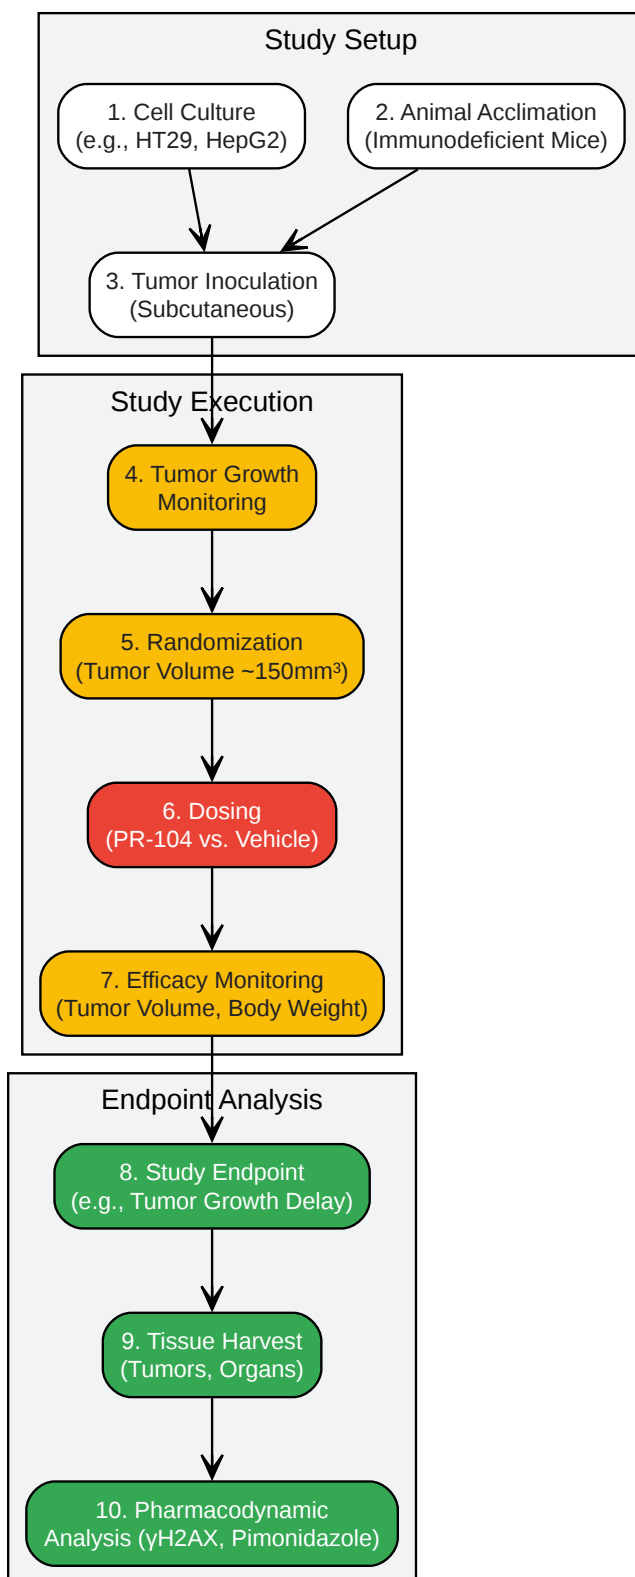 Study Setup
1. Cell Culture
(e.g., HT29, HepG2)
2. Animal Acclimation
(Immunodeficient Mice)
3. Tumor Inoculation
(Subcutaneous)
Study Execution
4. Tumor Growth
Monitoring
5. Randomization
(Tumor Volume ~150mm³)
6. Dosing
(PR-104 vs. Vehicle)
7. Efficacy Monitoring
(Tumor Volume, Body Weight)
Endpoint Analysis
8. Study Endpoint
(e.g., Tumor Growth Delay)
9. Tissue Harvest
(Tumors, Organs)
10. Pharmacodynamic
Analysis (γH2AX, Pimonidazole)